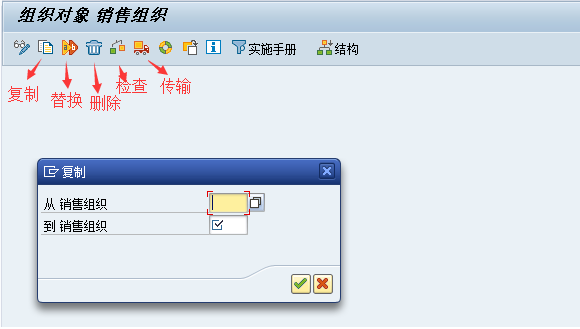 组织对象 销售组织
实施手册 结构
复制 替换 删除 检查 传输
复制
从 销售组织
到 销售组织